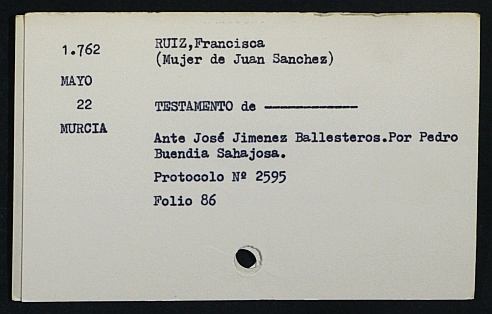 1.762
RUIZ,Francisca
(Mujer de Juan Sanchez)
MAYO
22
TESTAMENTO de -------------
MURCIA
Ante José Jimenez Ballesteros.Por Pedro
Buendia Sahajosa.
Protocolo Nº 2595
Folio 86